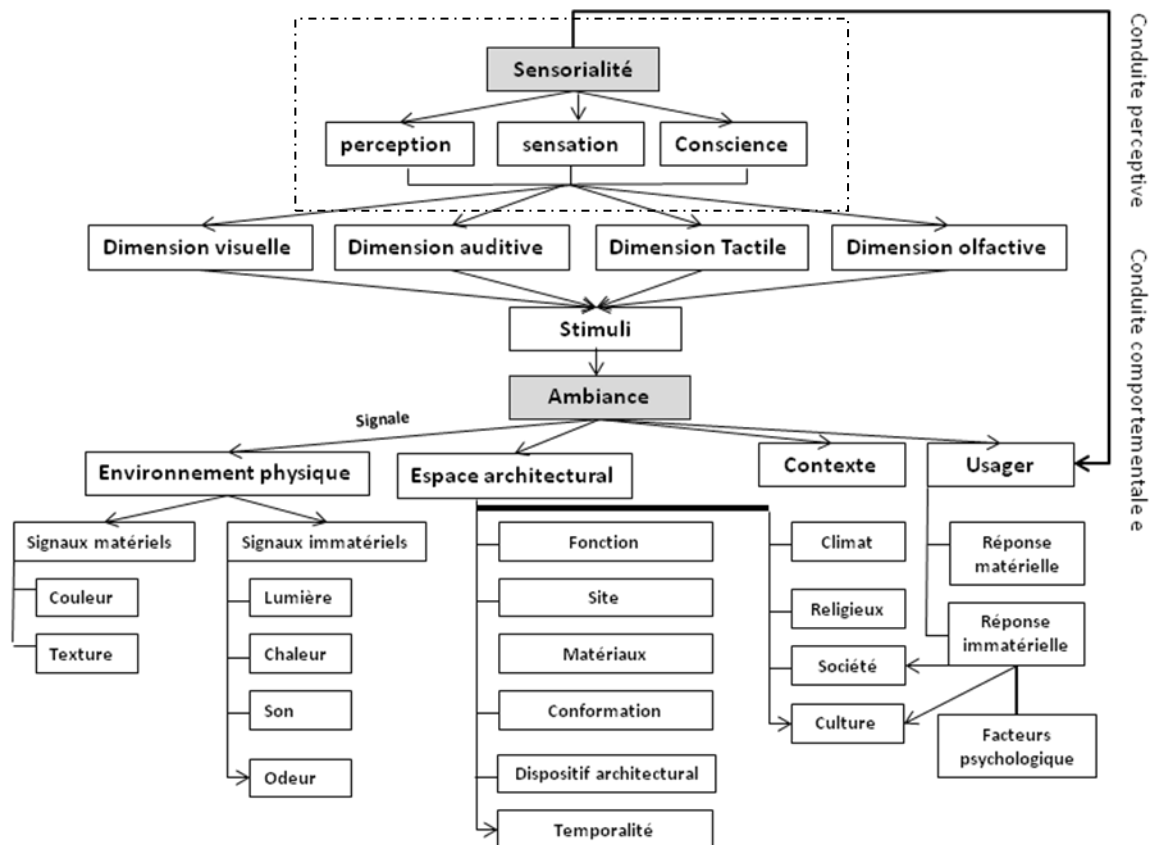 Sensorialité
perception
sensation
Conscience
Dimension visuelle
Dimension auditive
Dimension Tactile
Dimension olfactive
Stimuli
Ambiance
Signale
Environnement physique
Espace architectural
Contexte
Usager
Signaux matériels
Signaux immatériels
Couleur
Texture
Lumière
Chaleur
Son
Odeur
Fonction
Site
Matériaux
Conformation
Dispositif architectural
Temporalité
Climat
Religieux
Société
Culture
Réponse
matérielle
Réponse
immatérielle
Facteurs
psychologique
Conduite perceptive
Conduite comportementale e